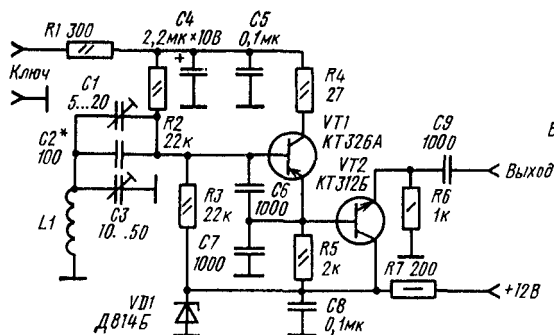 R1 300
C4
2,2мк×10В
+
C5
0,1мк
Ключ
C1
5...20
R2
22к
R4
27
VT1
КТ326А
C2*
100
VT2
КТ312Б
C9
1000
В
Выход
L1
C3
10..50
R3
22к
C6
1000
R6
1к
C7
1000
R5
2к
R7 200
+12В
VD1
Д814Б
C8
0,1мк